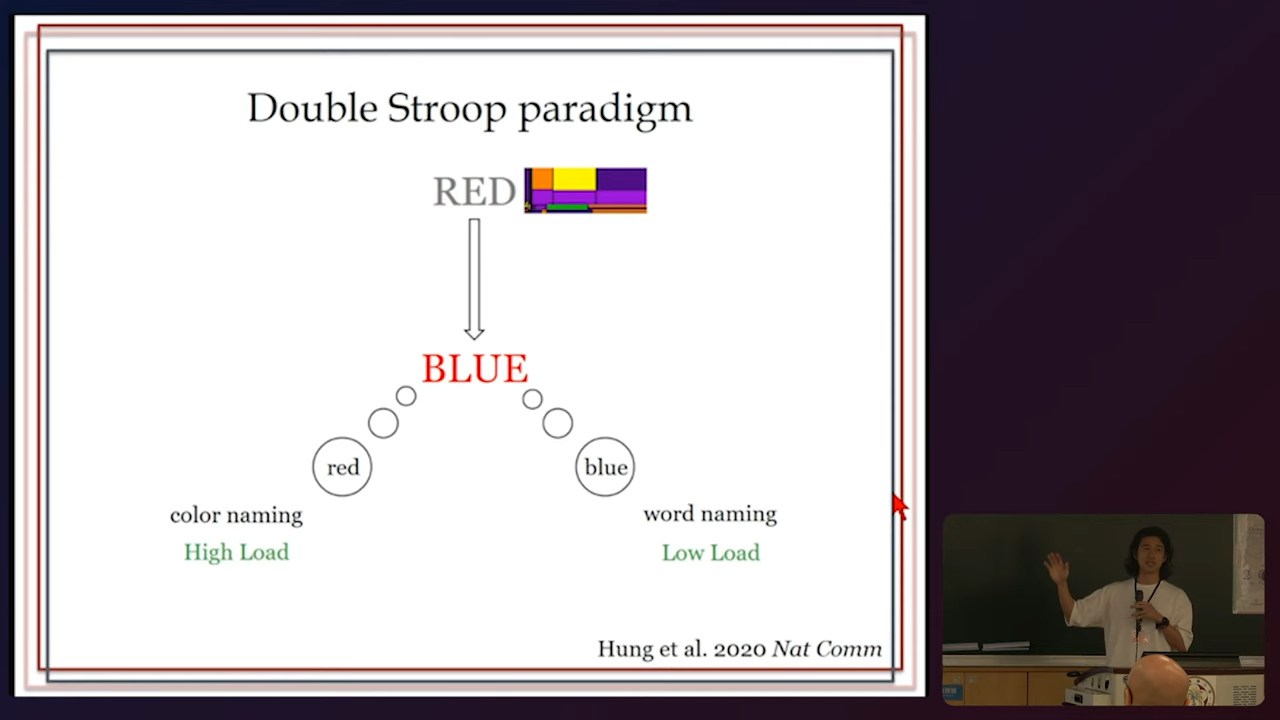 Double Stroop paradigm
RED
BLUE
red
blue
color naming
word naming
High Load
Low Load
Hung et al. 2020 Nat Comm